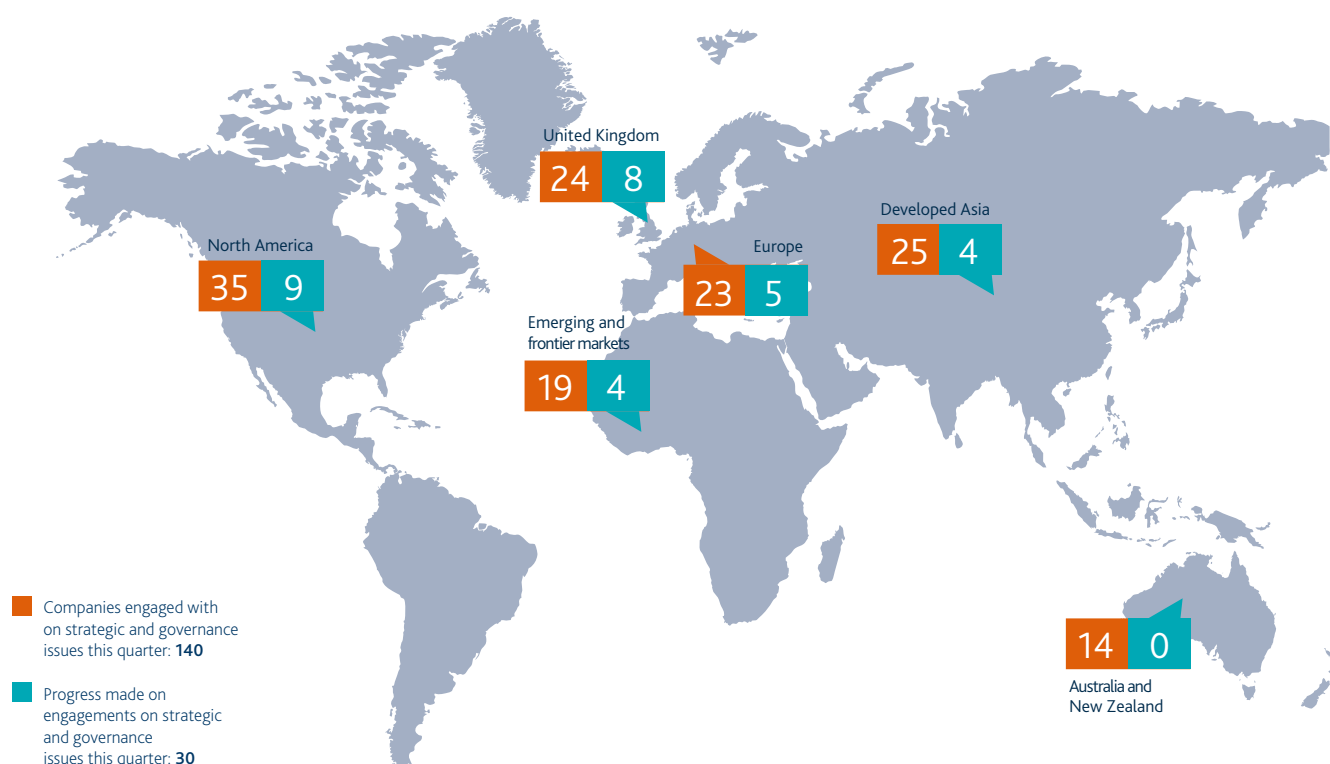 United Kingdom
24 8
Developed Asia
25 4
North America
35 9
Europe
23 5
Emerging and
frontier markets
19 4
Companies engaged with
on strategic and governance
issues this quarter: 140
14 0
Australia and
New Zealand
Progress made on
engagements on strategic
and governance
issues this quarter: 30